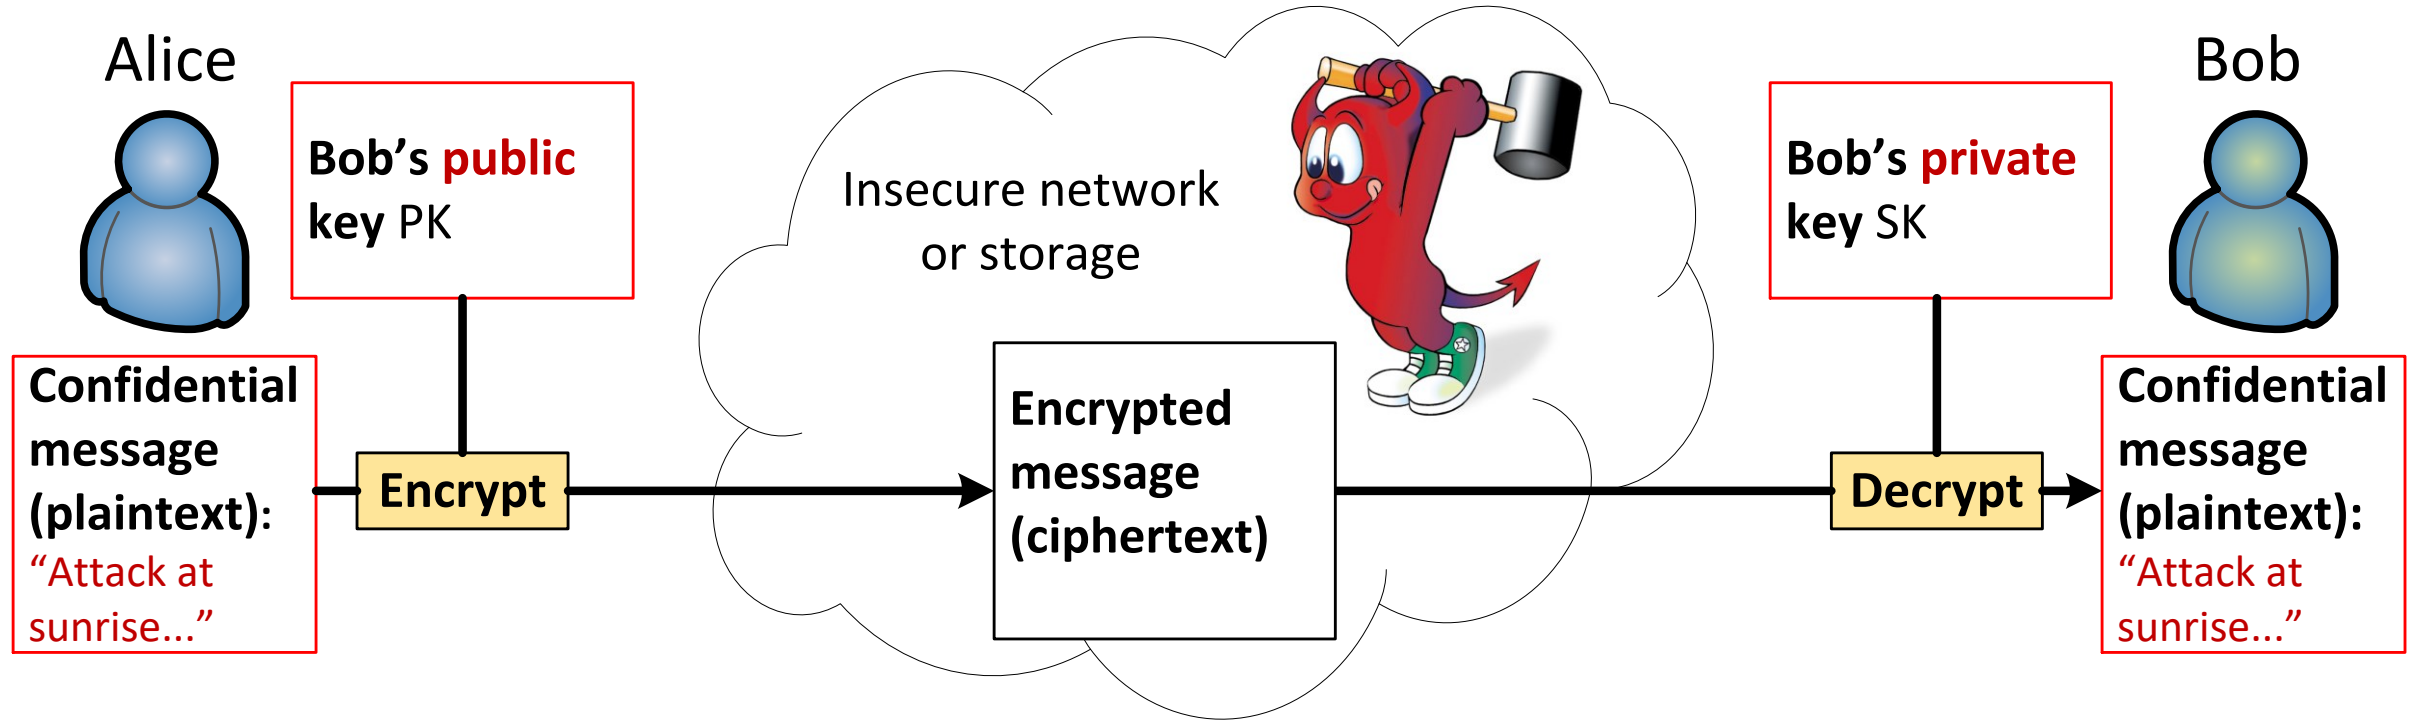 Alice
Bob's public
key PK
Confidential
message
(plaintext):
“Attack at
sunrise...”
Encrypt
Insecure network
or storage
Encrypted
message
(ciphertext)
Bob
Bob’s private
key SK
Decrypt
Confidential
message
(plaintext):
“Attack at
sunrise...”